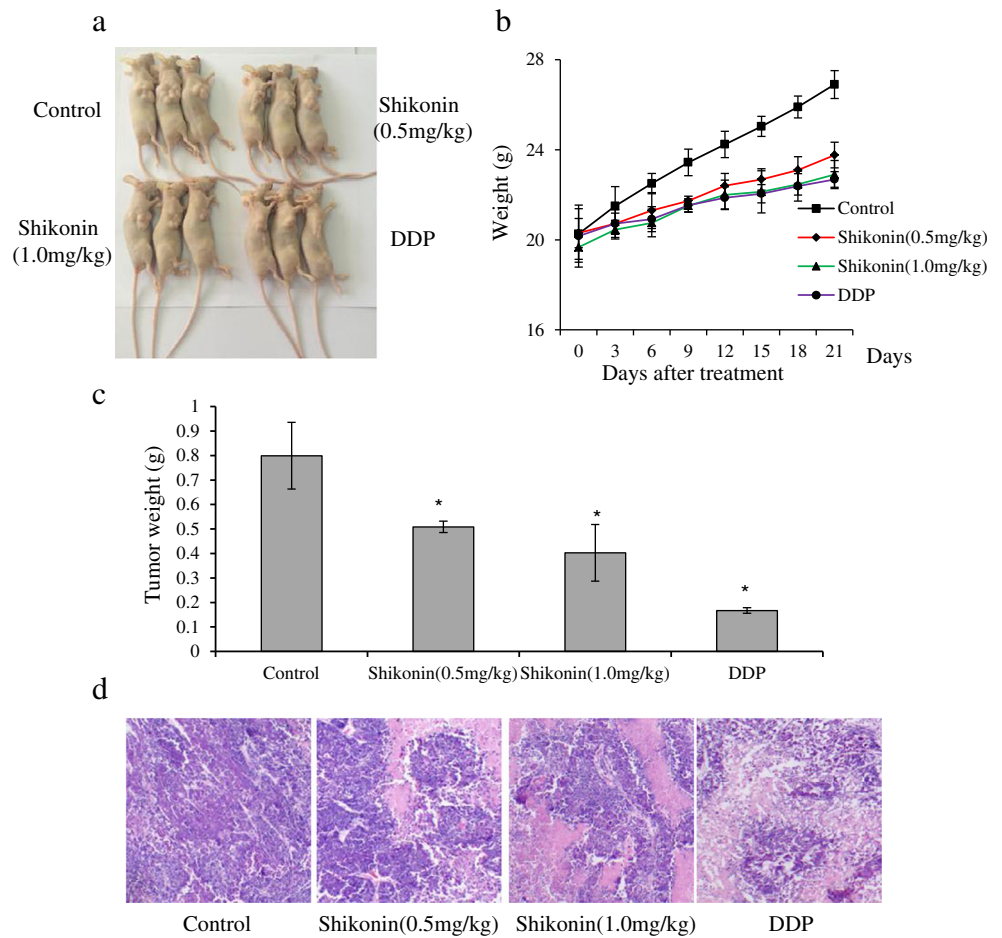 a
Control
Shikonin
(0.5mg/kg)
Shikonin
(1.0mg/kg)
DDP
b
28
24
20
16
Weight (g)
0 3 6 9 12 15 18 21
Days
Days after treatment
Control
Shikonin(0.5mg/kg)
Shikonin(1.0mg/kg)
DDP
c
1
0.9
0.8
0.7
0.6
0.5
0.4
0.3
0.2
0.1
0
Tumor weight (g)
* * *
Control Shikonin(0.5mg/kg) Shikonin(1.0mg/kg) DDP
d
Control Shikonin(0.5mg/kg) Shikonin(1.0mg/kg) DDP